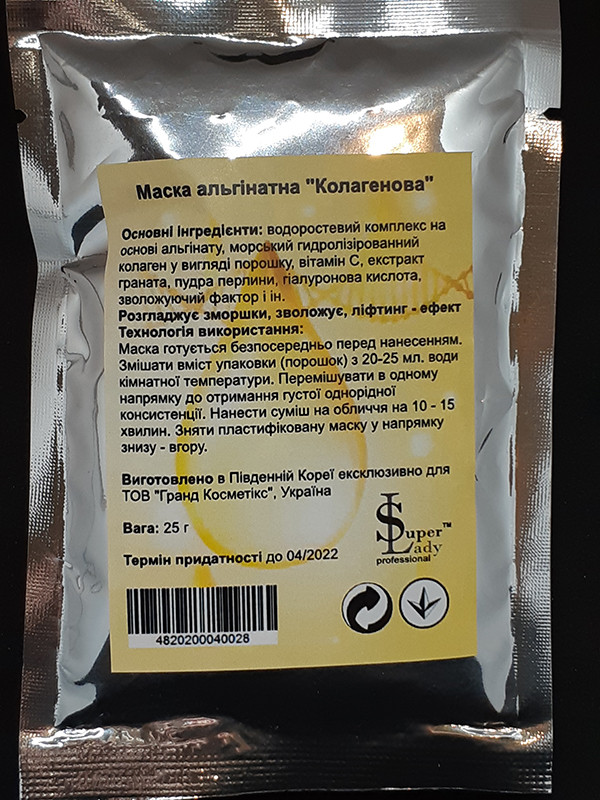 Маска альгінатна "Колагенова"
Основні інгредієнти: водоростевий комплекс на
основі альгінату, морський гидролізірованний
колаген у вигляді порошку, вітамін С, екстракт
граната, пудра перлини, гіалуронова кислота,
зволожуючий фактор і ін.
Розгладжує зморшки, зволожує, ліфтинг - ефект
Технологія використання:
Маска готується безпосередньо перед нанесенням.
Змішати вміст упаковки (порошок) з 20-25 мл. води
кімнатної температури. Перемішувати в одному
напрямку до отримання густої однорідної
консистенції. Нанести суміш на обличчя на 10 - 15
хвилин. Зняти пластифіковану маску у напрямку
знизу - вгору.
Виготовлено в Південній Кореї ексклюзивно для
ТОВ "Гранд Косметікс", Україна
Вага: 25 г
Super Lady™
professional
Термін придатності до 04/2022
4820200040028